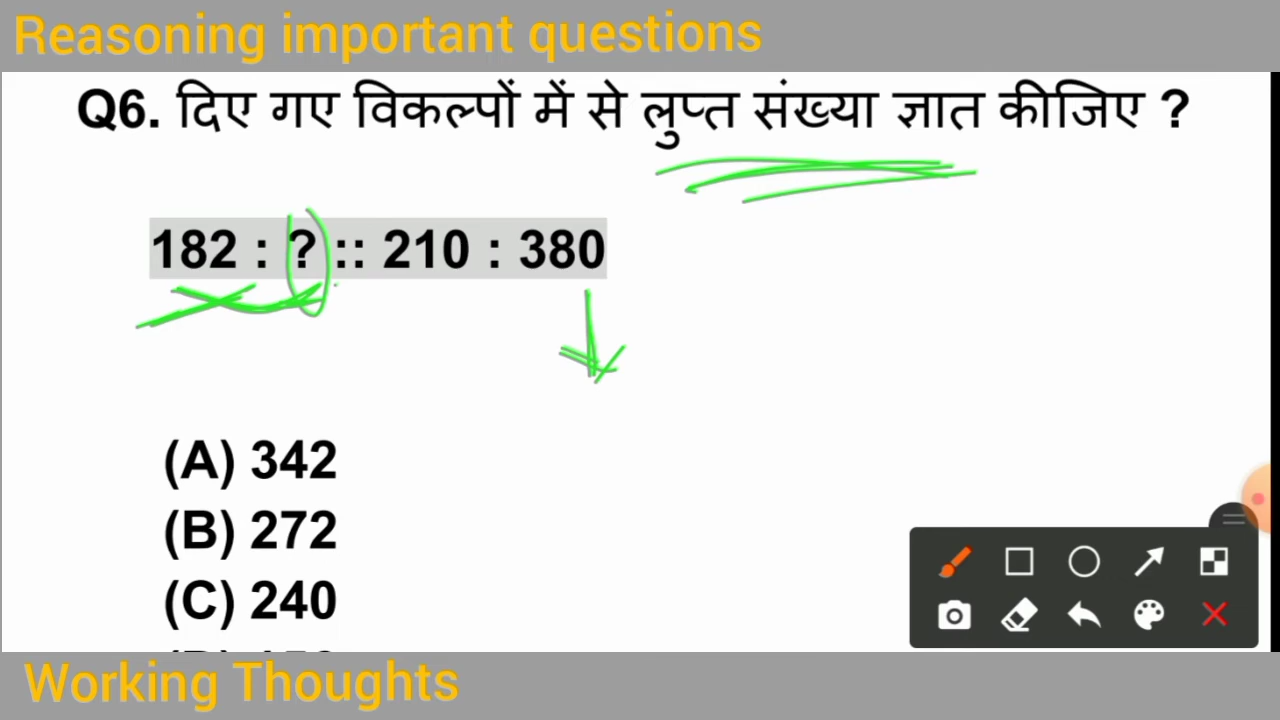 Reasoning important questions
Q6. दिए गए विकल्पों में से लुप्त संख्या ज्ञात कीजिए ?
182 : ? :: 210 : 380
(A) 342
(B) 272
(C) 240
Working Thoughts